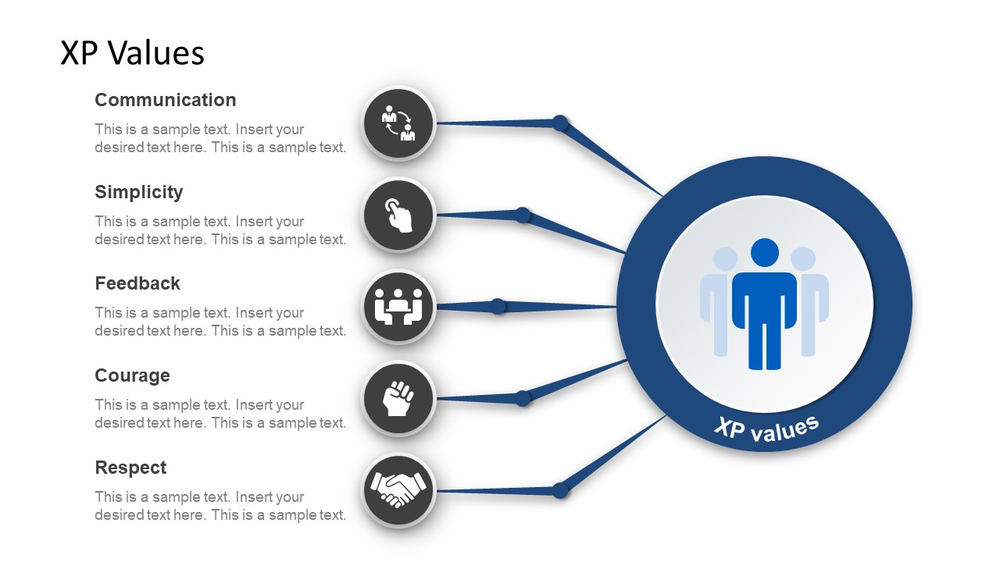 XP Values
Communication
This is a sample text. Insert your
desired text here. This is a sample text.
Simplicity
This is a sample text. Insert your
desired text here. This is a sample text.
Feedback
This is a sample text. Insert your
desired text here. This is a sample text.
Courage
This is a sample text. Insert your
desired text here. This is a sample text.
Respect
This is a sample text. Insert your
desired text here. This is a sample text.
XP values